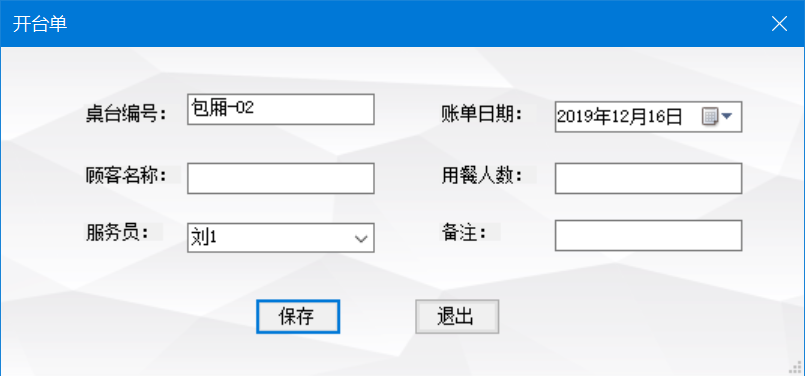 开台单
桌台编号： 包厢-02 账单日期： 2019年12月16日
顾客名称： 用餐人数：
服务员： 刘1 备注：
保存 退出